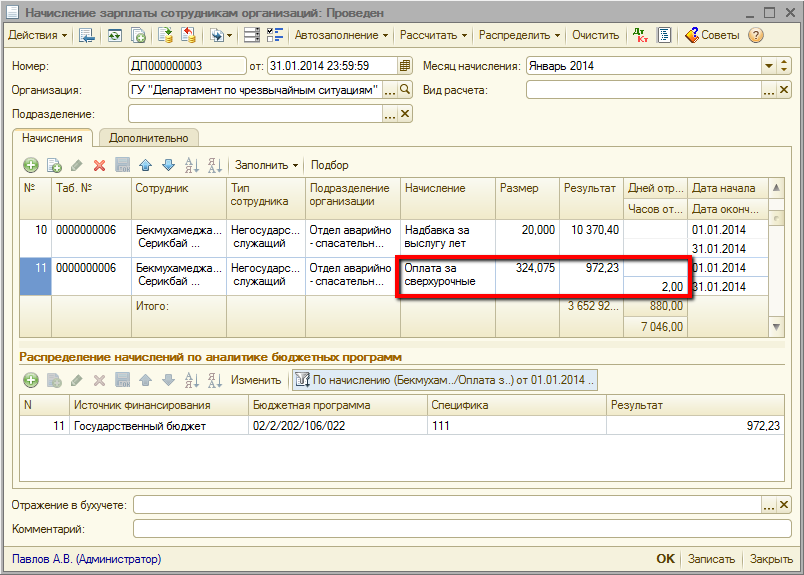 Начисление зарплаты сотрудникам организаций: Проведен
Действия Автозаполнение Рассчитать Распределить Очистить Дт Кт Советы ?
Номер: ДП000000003 от: 31.01.2014 23:59:59 Месяц начисления: Январь 2014
Организация: ГУ "Департамент по чрезвычайным ситуациям" ... Вид расчета: ...
Подразделение: ...
Начисления Дополнительно
Заполнить Подбор
№ Таб. № Сотрудник Тип сотрудника Подразделение организации Начисление Размер Результат Дней отр... Дата начала
Часов от... Дата оконч...
10 0000000006 Бекмухамеджа... Негосударс... Отдел аварийно Надбавка за 20,000 10 370,40 01.01.2014
Серикбай ... служащий - спасательн... выслугу лет 31.01.2014
11 0000000006 Бекмухамеджа... Негосударс... Отдел аварийно Оплата за 324,075 972,23 01.01.2014
Серикбай ... служащий - спасательн... сверхурочные 2,00 31.01.2014
Итого: 3 652 92... 880,00
7 046,00
Распределение начислений по аналитике бюджетных программ
Изменить По начислению (Бекмухам../Оплата з..) от 01.01.2014 ..
N Источник финансирования Бюджетная программа Специфика Результат
11 Государственный бюджет 02/2/202/106/022 111 972,23
Отражение в бухучете: ...
Комментарий:
Павлов А.В. (Администратор) OK Записать Закрыть